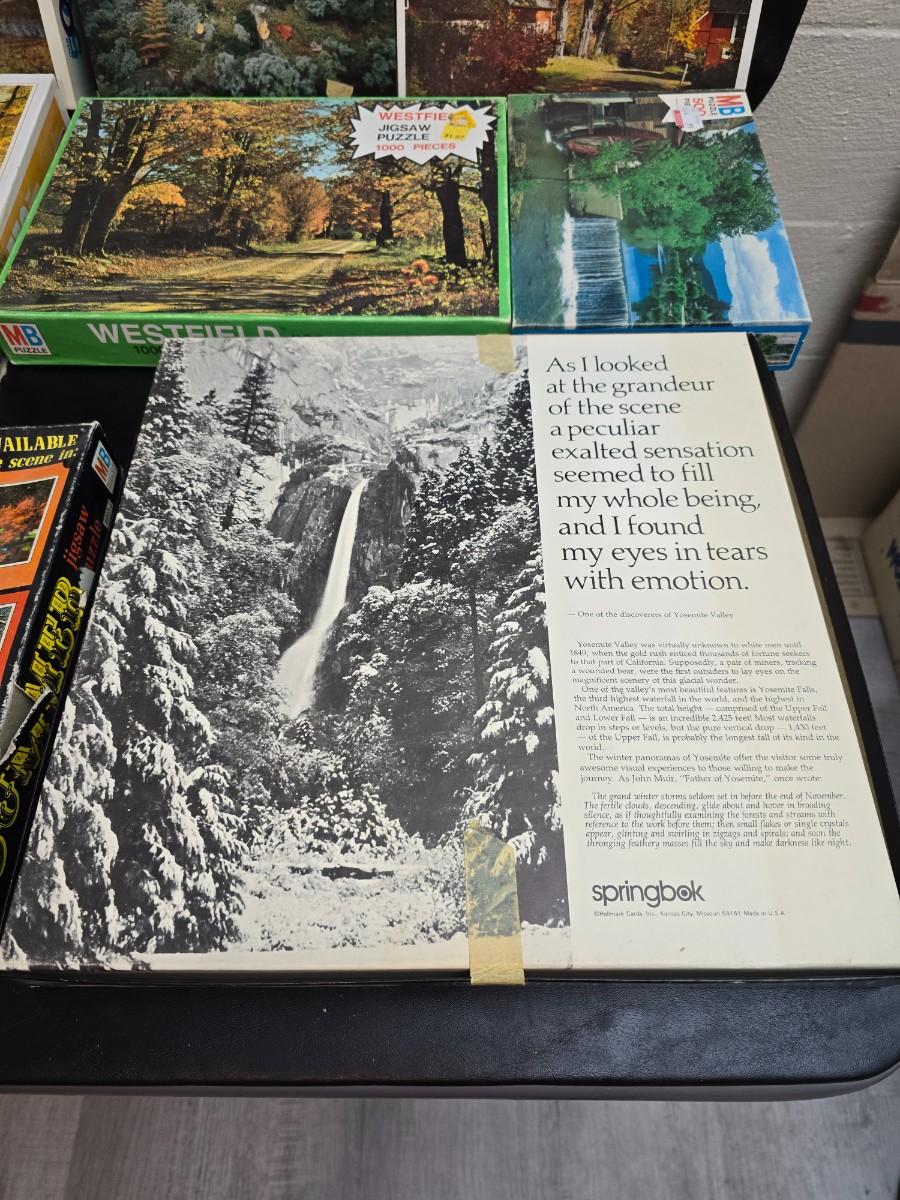 WESTFIE
JIGSAW
PUZZLE
1000 PIECES
MB
PUZZLE
500
MB
PUZZLE
WESTFIELD
100
AILABLE
scene in:
MB
jigsaw
puzzle
As I looked
at the grandeur
of the scene
a peculiar
exalted sensation
seemed to fill
my whole being,
and I found
my eyes in tears
with emotion.
— One of the discoverers of Yosemite Valley
Yosemite Valley was virtually unknown to white men until
1849, when the gold rush enticed thousands of fortune seekers
to that part of California. Supposedly, a pair of miners, tracking
a wounded bear, were the first outsiders to lay eyes on the
magnificent scenery of this glacial wonder.
One of the valley's most beautiful features is Yosemite Falls,
the third highest waterfall in the world, and the highest in
North America. The total height — comprised of the Upper Fall
and Lower Fall — is an incredible 2,425 feet! Most waterfalls
drop in steps or levels, but the pure vertical drop — 1,430 feet
— of the Upper Fall, is probably the longest fall of its kind in the
world.
The winter panoramas of Yosemite offer the visitor some truly
awesome visual experiences to those willing to make the
journey. As John Muir, "Father of Yosemite," once wrote:
The grand winter storms seldom set in before the end of November.
The fertile clouds, descending, glide about and hover in brooding
silence, as if thoughtfully examining the forests and streams with
reference to the work before them; then small flakes or single crystals
appear, glinting and swirling in zigzags and spirals; and soon the
thronging feathery masses fill the sky and make darkness like night.
springbok
©Hallmark Cards, Inc., Kansas City, Missouri 64141 Made in U.S.A.